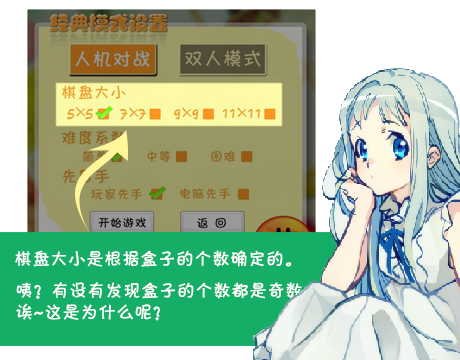 经典模式设置
人机对战 双人模式
棋盘大小
5×5 7×7 9×9 11×11
难度系数
简 中等 困难
先 手
玩家先手 电脑先手
开始游戏 返回
棋盘大小是根据盒子的个数确定的。
咦?有没有发现盒子的个数都是奇数
诶~这是为什么呢?